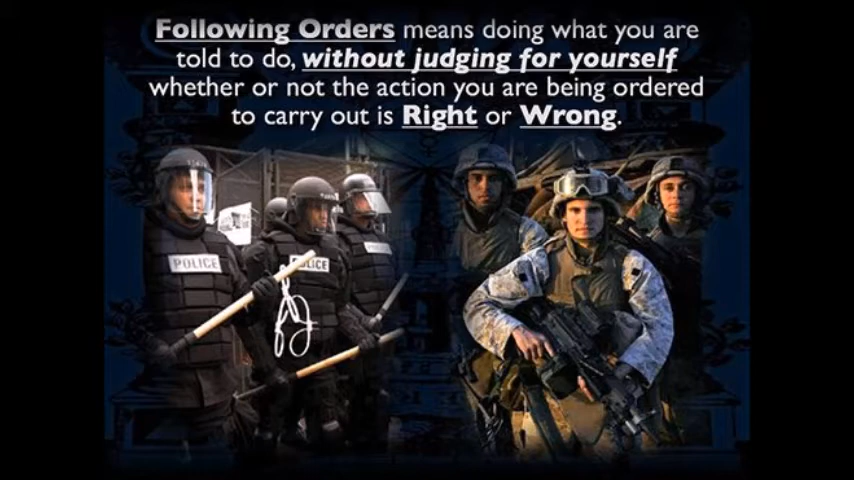 Following Orders means doing what you are
told to do, without judging for yourself
whether or not the action you are being ordered
to carry out is Right or Wrong.
POLICE
POLICE